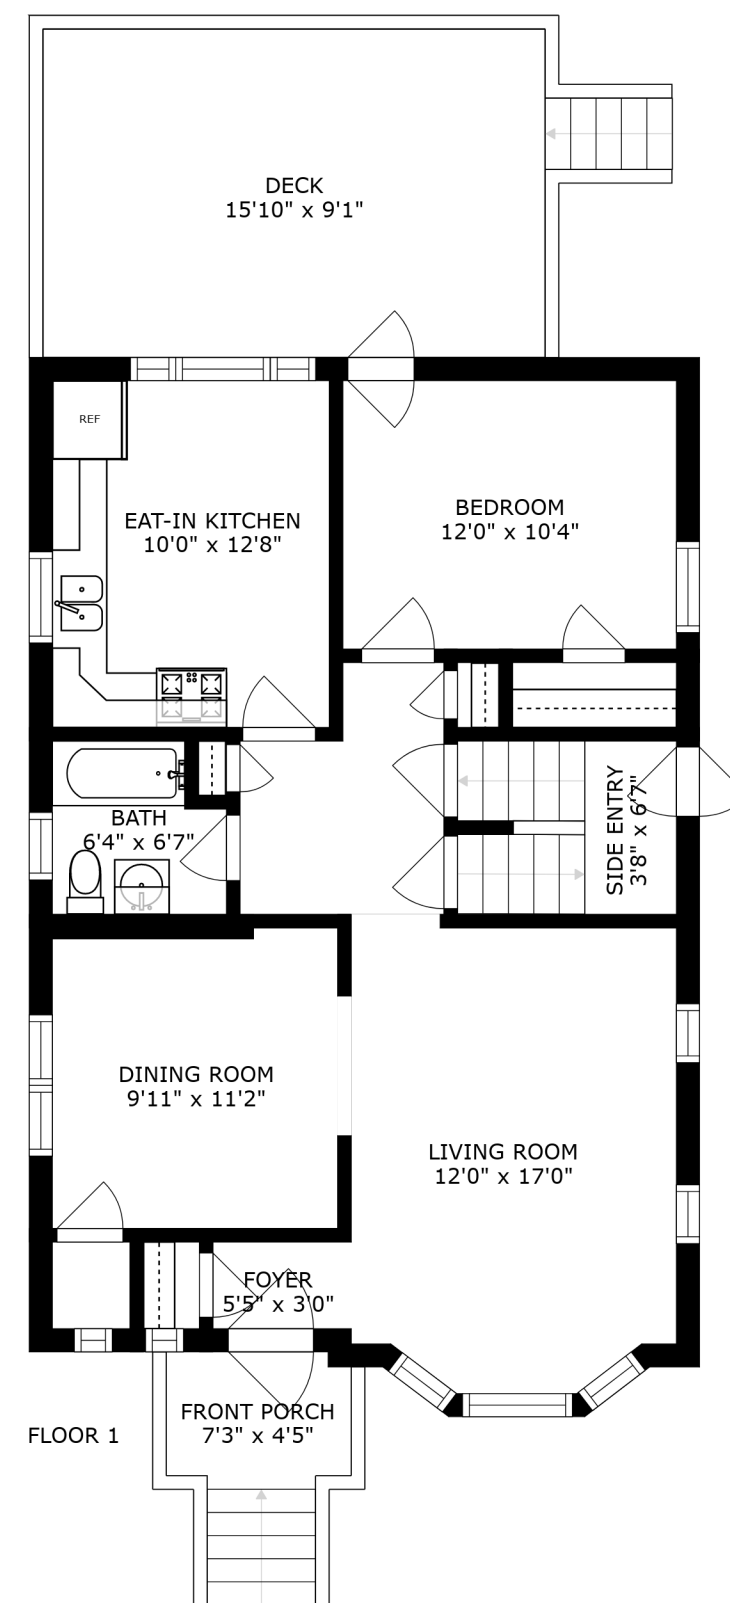 DECK
15'10" x 9'1"
REF
EAT-IN KITCHEN
10'0" x 12'8"
BEDROOM
12'0" x 10'4"
BATH
6'4" x 6'7"
SIDE ENTRY
3'8" x 6'7"
DINING ROOM
9'11" x 11'2"
LIVING ROOM
12'0" x 17'0"
FOYER
5'5" x 3'0"
FRONT PORCH
7'3" x 4'5"
FLOOR 1